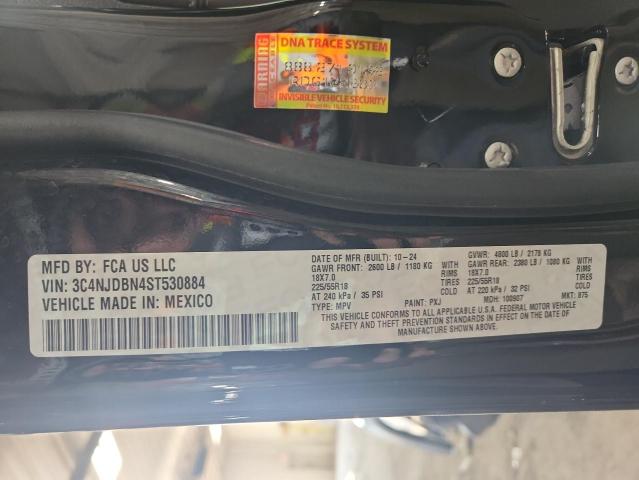 WARNING
DNA TRACE SYSTEM
INVISIBLE VEHICLE SECURITY
MFD BY: FCA US LLC
VIN: 3C4NJDBN4ST530884
VEHICLE MADE IN: MEXICO
DATE OF MFR (BUILT) 10-24
GAWR FRONT: 2600 LB / 1180 KG
18X7.0
225/55R18
AT 240 kPa / 35 PSI
TYPE: MPV
WITH
RIMS
TIRES
COLD
PAINT: PXJ
GVWR: 4800 LB / 2178 KG
GAWR REAR: 2380 LB / 1080 KG
18X7.0
225/55R18
AT 220 kPa / 32 PSI
MDH: 100907
WITH
RIMS
TIRES
COLD
MKT: 875
THIS VEHICLE CONFORMS TO ALL APPLICABLE U.S.A. FEDERAL MOTOR VEHICLE
SAFETY AND THEFT PREVENTION STANDARDS IN EFFECT ON THE DATE OF
MANUFACTURE SHOWN ABOVE.